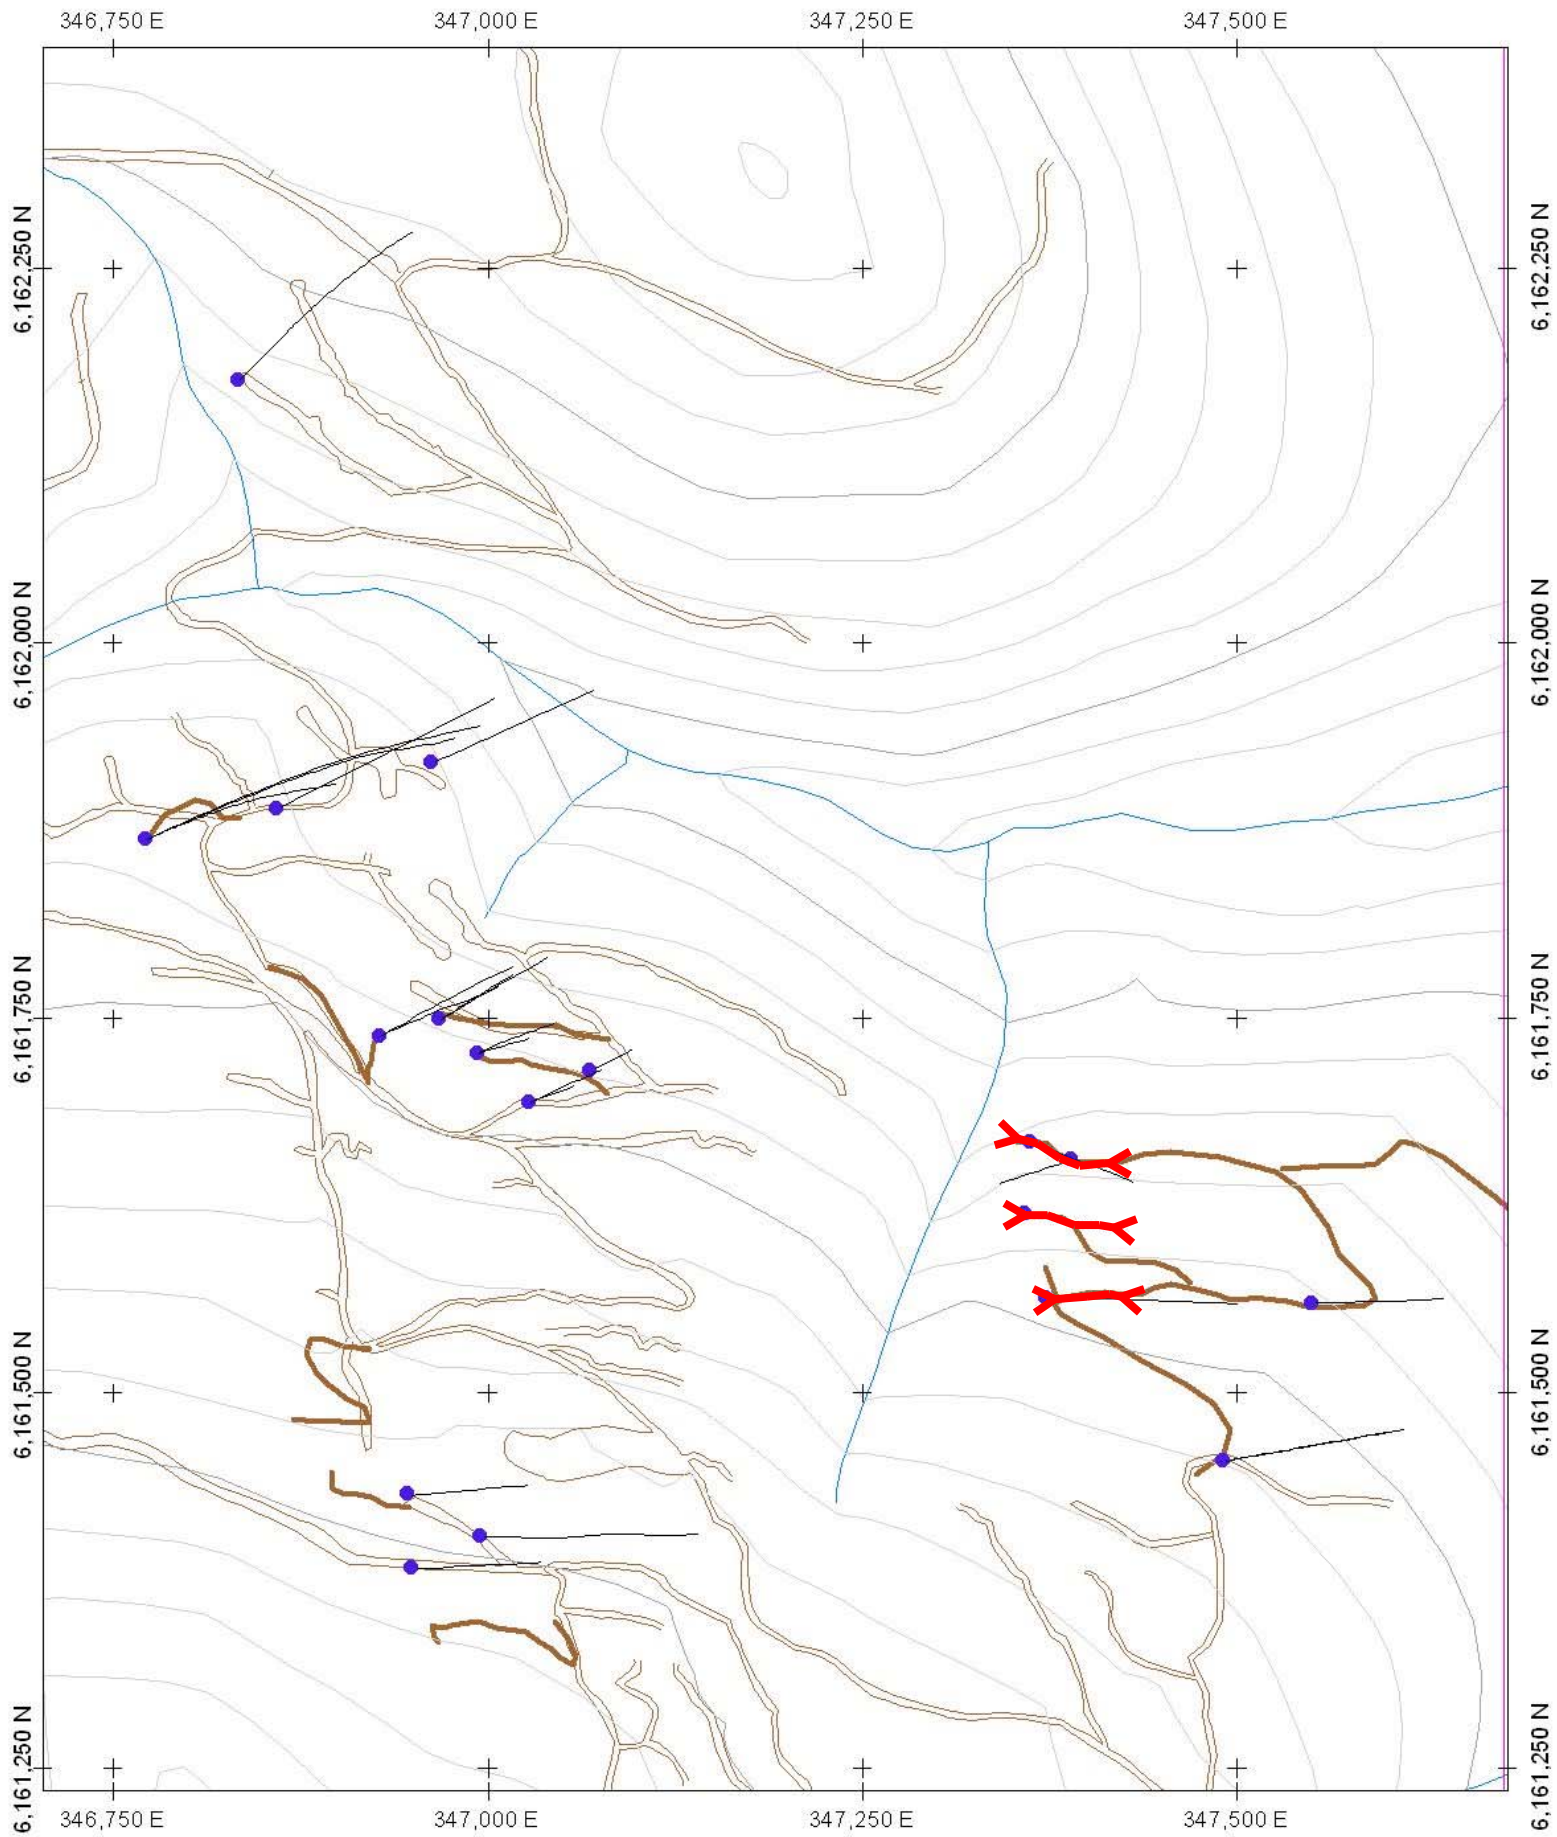 346,750 E 347,000 E 347,250 E 347,500 E
6,162,250 N 6,162,250 N
6,162,000 N 6,162,000 N
6,161,750 N 6,161,750 N
6,161,500 N 6,161,500 N
6,161,250 N 6,161,250 N
346,750 E 347,000 E 347,250 E 347,500 E